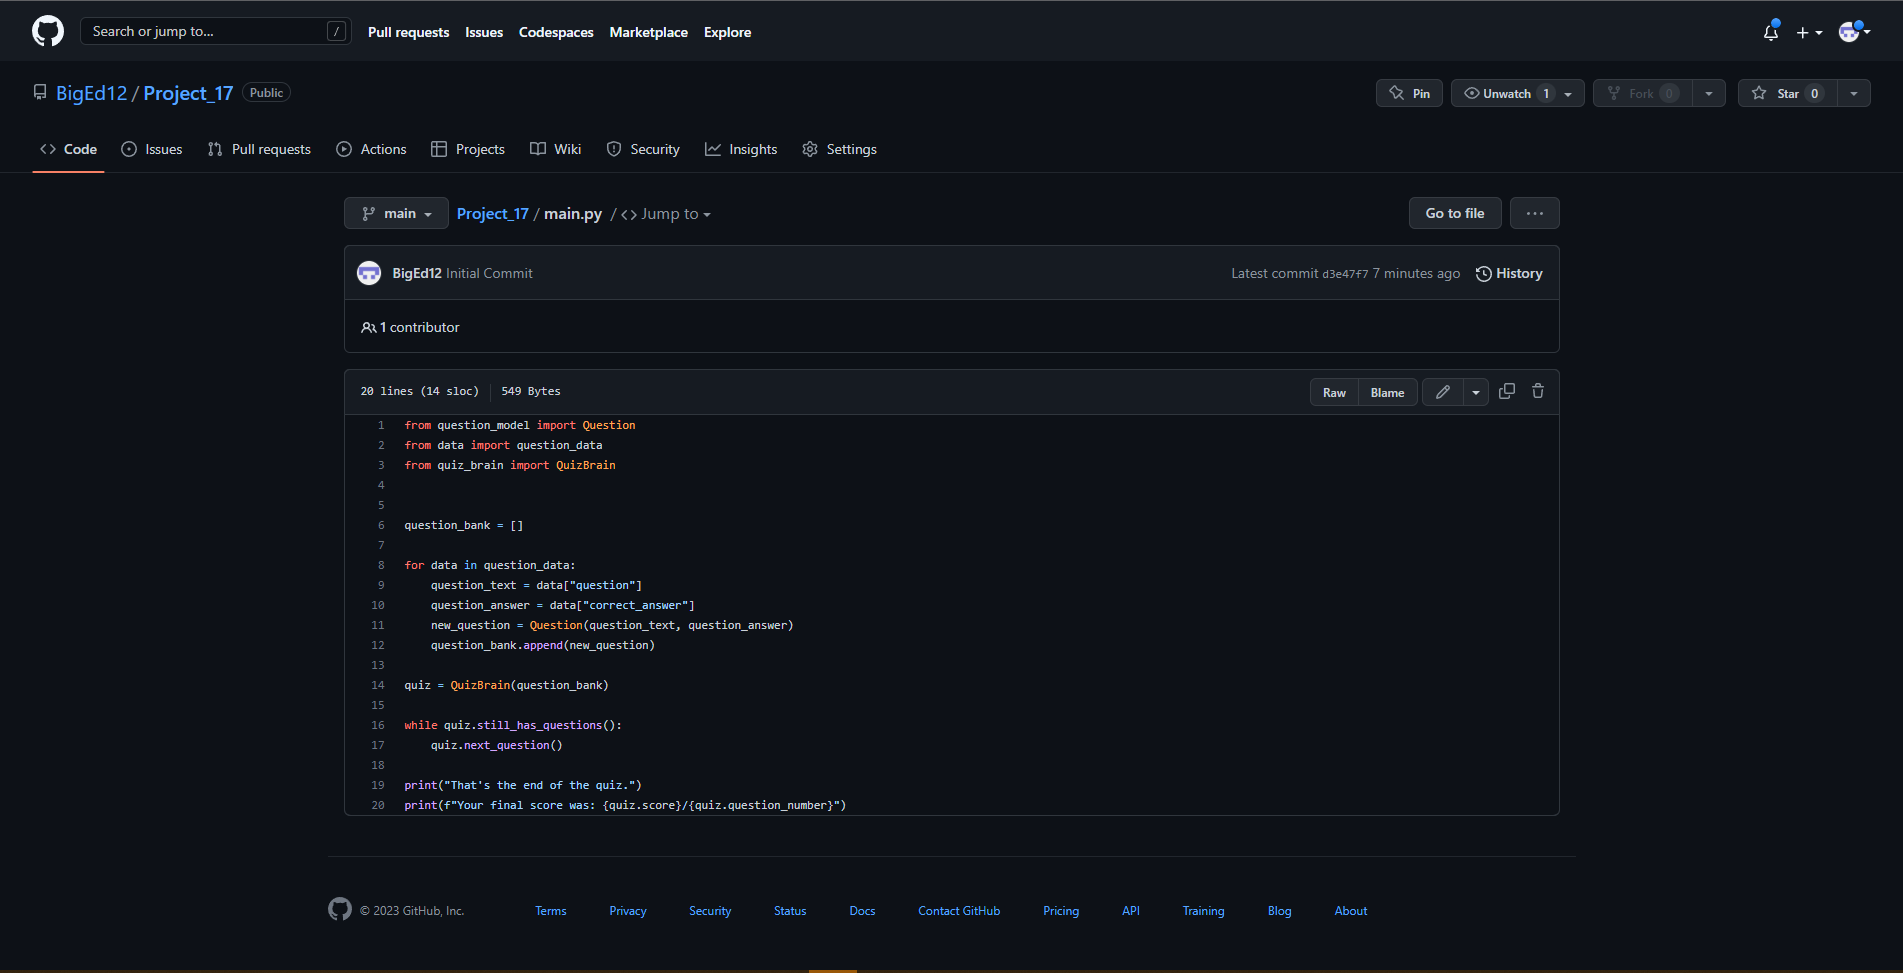 Search or jump to... /
Pull requests Issues Codespaces Marketplace Explore
BigEd12 / Project_17 Public
Pin Unwatch 1 Fork 0 Star 0
Code Issues Pull requests Actions Projects Wiki Security Insights Settings
main Project_17 / main.py / <> Jump to
Go to file ...
BigEd12 Initial Commit
Latest commit d3e47f7 7 minutes ago History
1 contributor
20 lines (14 sloc) 549 Bytes
Raw Blame
1 from question_model import Question
2 from data import question_data
3 from quiz_brain import QuizBrain
4
5
6 question_bank = []
7
8 for data in question_data:
9     question_text = data["question"]
10     question_answer = data["correct_answer"]
11     new_question = Question(question_text, question_answer)
12     question_bank.append(new_question)
13
14 quiz = QuizBrain(question_bank)
15
16 while quiz.still_has_questions():
17     quiz.next_question()
18
19 print("That's the end of the quiz.")
20 print(f"Your final score was: {quiz.score}/{quiz.question_number}")
© 2023 GitHub, Inc. Terms Privacy Security Status Docs Contact GitHub Pricing API Training Blog About